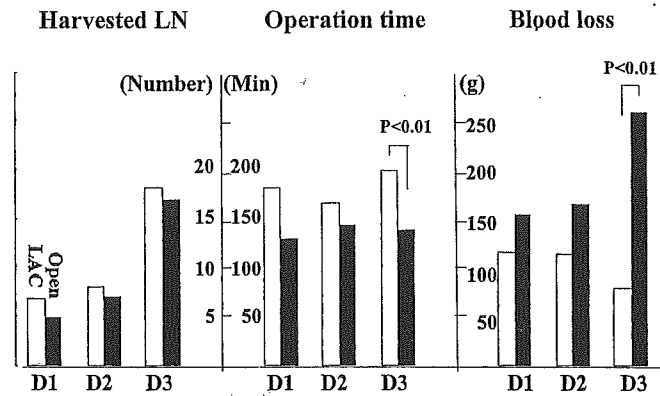 Harvested LN Operation time Blood loss
(Number) (Min) (g)
P<0.01
P<0.01
250
20 200 200
15 150 150
10 100 100
5 50 50
Open
LAC
D1 D2 D3 D1 D2 D3 D1 D2 D3